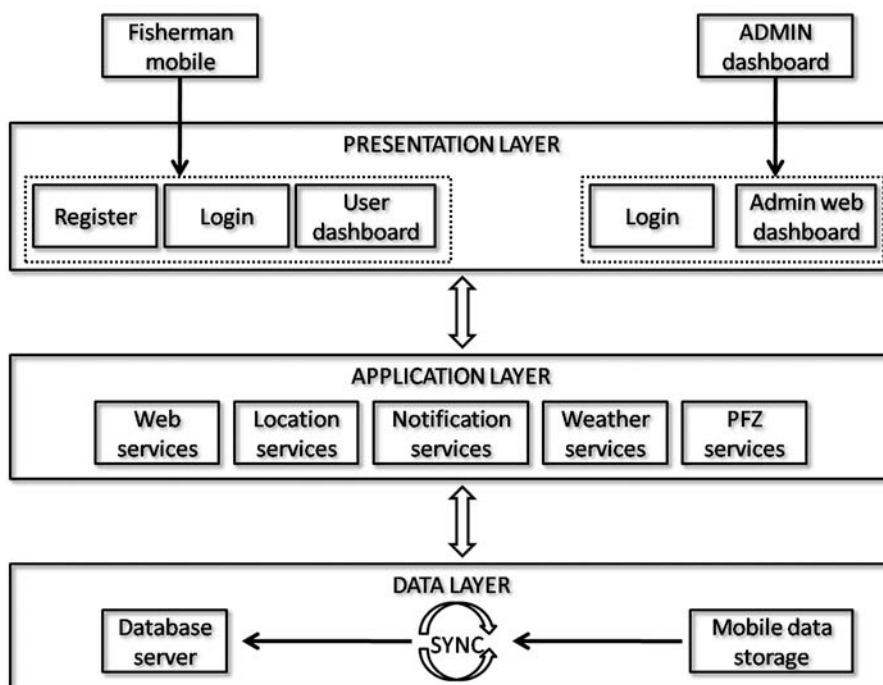 Fisherman
mobile
ADMIN
dashboard
PRESENTATION LAYER
Register
Login
User
dashboard
Login
Admin web
dashboard
APPLICATION LAYER
Web
services
Location
services
Notification
services
Weather
services
PFZ
services
DATA LAYER
Database
server
SYNC
Mobile data
storage